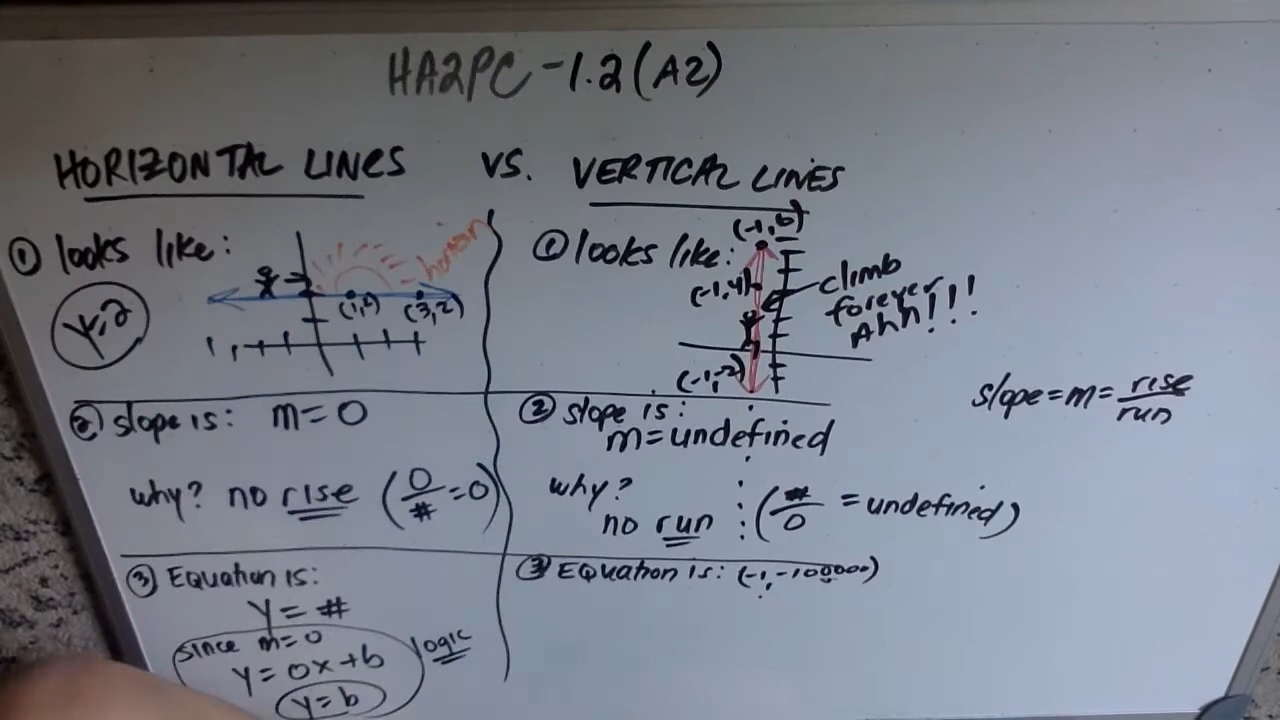 HA2PC-1.2(A2)
HORIZONTAL LINES VS. VERTICAL LINES
① looks like:
horizon
(1,2) (3,2)
② slope is: m=0
why? no rise (0/# = 0)
③ Equation is:
y = #
since m=0
y = 0x+b
y=b
logic
① looks like:
(-1,6)
(-1,4)
(-1,-2)
climb
forever
Ahh!!!
② slope is:
m=undefined
why?
no run (#/0 = undefined)
③ Equation is: (-1,-100000)
slope=m=rise/run